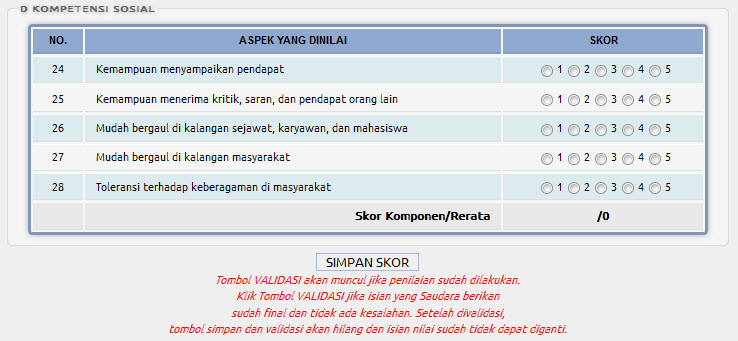 D KOMPETENSI SOSIAL
NO. ASPEK YANG DINILAI SKOR
24 Kemampuan menyampaikan pendapat 1 2 3 4 5
25 Kemampuan menerima kritik, saran, dan pendapat orang lain 1 2 3 4 5
26 Mudah bergaul di kalangan sejawat, karyawan, dan mahasiswa 1 2 3 4 5
27 Mudah bergaul di kalangan masyarakat 1 2 3 4 5
28 Toleransi terhadap keberagaman di masyarakat 1 2 3 4 5
Skor Komponen/Rerata /0
SIMPAN SKOR
Tombol VALIDASI akan muncul jika penilaian sudah dilakukan.
Klik Tombol VALIDASI jika isian yang Saudara berikan
sudah final dan tidak ada kesalahan. Setelah divalidasi,
tombol simpan dan validasi akan hilang dan isian nilai sudah tidak dapat diganti.